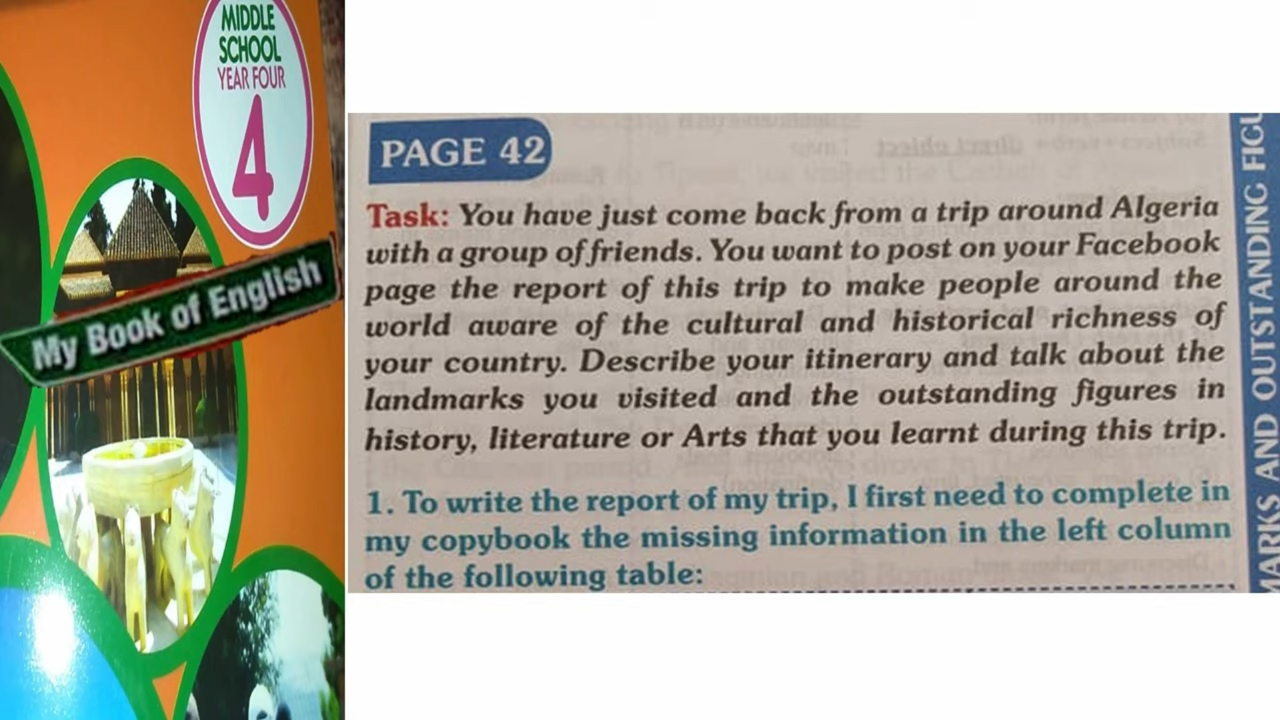 MIDDLE
SCHOOL
YEAR FOUR
4
My Book of English
PAGE 42
Task: You have just come back from a trip around Algeria
with a group of friends. You want to post on your Facebook
page the report of this trip to make people around the
world aware of the cultural and historical richness of
your country. Describe your itinerary and talk about the
landmarks you visited and the outstanding figures in
history, literature or Arts that you learnt during this trip.
1. To write the report of my trip, I first need to complete in
my copybook the missing information in the left column
of the following table:
AND OUTSTANDING